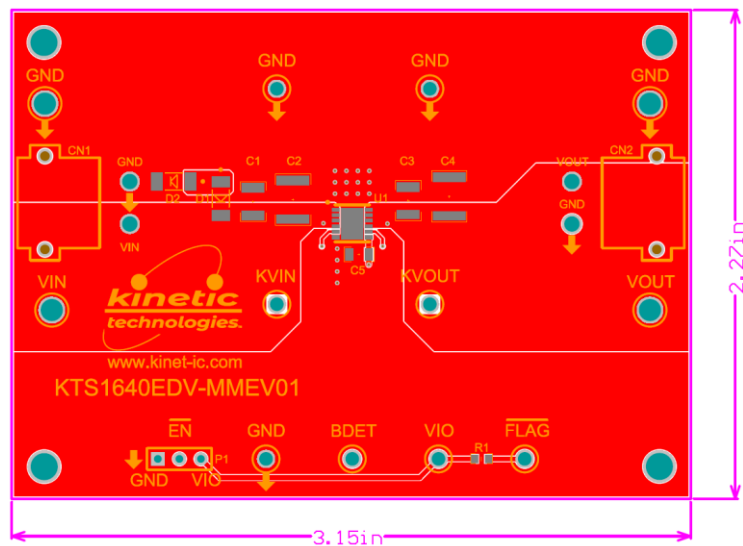 GND
GND
GND
GND
CN1
GND
C1
C2
C3
C4
VOUT
CN2
D2
D1
U1
GND
VIN
C5
VIN
KVIN
KVOUT
VOUT
kinetic
technologies.
www.kinet-ic.com
KTS1640EDV-MMEV01
EN
GND
BDET
VIO
FLAG
P1
R1
GND
VIO
3.15in
2.27in